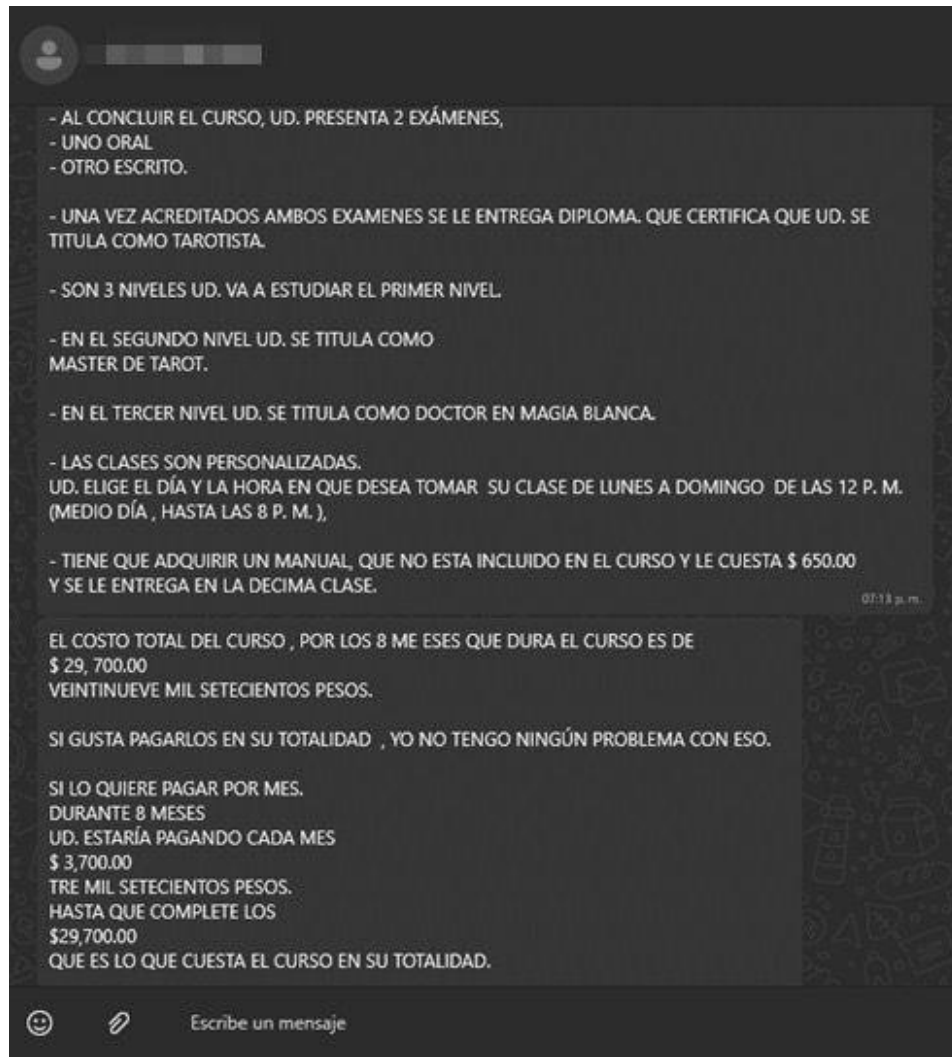 - AL CONCLUIR EL CURSO, UD. PRESENTA 2 EXÁMENES,
- UNO ORAL
- OTRO ESCRITO.
- UNA VEZ ACREDITADOS AMBOS EXAMENES SE LE ENTREGA DIPLOMA. QUE CERTIFICA QUE UD. SE
TITULA COMO TAROTISTA.
- SON 3 NIVELES UD. VA A ESTUDIAR EL PRIMER NIVEL.
- EN EL SEGUNDO NIVEL UD. SE TITULA COMO
MASTER DE TAROT.
- EN EL TERCER NIVEL UD. SE TITULA COMO DOCTOR EN MAGIA BLANCA.
- LAS CLASES SON PERSONALIZADAS.
UD. ELIGE EL DÍA Y LA HORA EN QUE DESEA TOMAR SU CLASE DE LUNES A DOMINGO DE LAS 12 P. M.
(MEDIO DÍA , HASTA LAS 8 P. M. ),
- TIENE QUE ADQUIRIR UN MANUAL, QUE NO ESTA INCLUIDO EN EL CURSO Y LE CUESTA $ 650.00
Y SE LE ENTREGA EN LA DECIMA CLASE.
07:13 p. m.
EL COSTO TOTAL DEL CURSO , POR LOS 8 ME ESES QUE DURA EL CURSO ES DE
$ 29, 700.00
VEINTINUEVE MIL SETECIENTOS PESOS.
SI GUSTA PAGARLOS EN SU TOTALIDAD , YO NO TENGO NINGÚN PROBLEMA CON ESO.
SI LO QUIERE PAGAR POR MES.
DURANTE 8 MESES
UD. ESTARÍA PAGANDO CADA MES
$ 3,700.00
TRE MIL SETECIENTOS PESOS.
HASTA QUE COMPLETE LOS
$29,700.00
QUE ES LO QUE CUESTA EL CURSO EN SU TOTALIDAD.
Escribe un mensaje